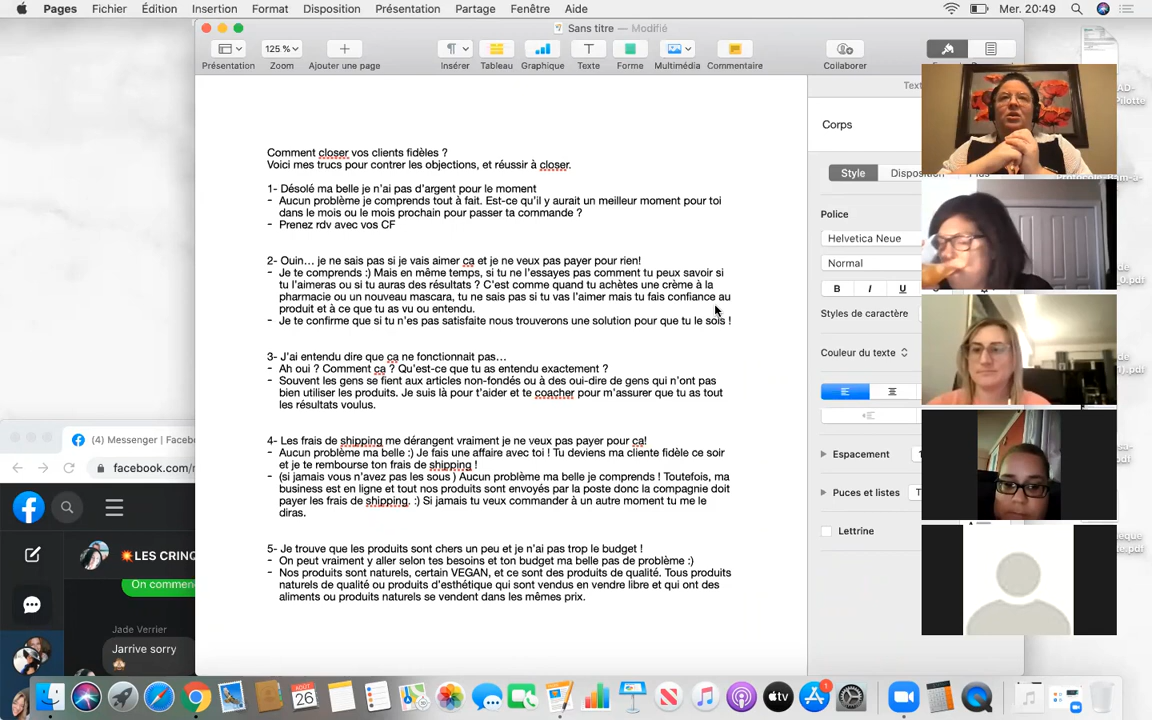 Pages Fichier Édition Insertion Format Disposition Présentation Partage Fenêtre Aide Mer. 20:49
Sans titre — Modifié
125 %
Présentation Zoom Ajouter une page Insérer Tableau Graphique Texte Forme Multimédia Commentaire Collaborer
Comment closer vos clients fidèles ?
Voici mes trucs pour contrer les objections, et réussir à closer.
1- Désolé ma belle je n'ai pas d'argent pour le moment
- Aucun problème je comprends tout à fait. Est-ce qu'il y aurait un meilleur moment pour toi
dans le mois ou le mois prochain pour passer ta commande ?
- Prenez rdv avec vos CF
2- Ouin… je ne sais pas si je vais aimer ca et je ne veux pas payer pour rien!
- Je te comprends :) Mais en même temps, si tu ne l'essayes pas comment tu peux savoir si
tu l'aimeras ou si tu auras des résultats ? C'est comme quand tu achètes une crème à la
pharmacie ou un nouveau mascara, tu ne sais pas si tu vas l'aimer mais tu fais confiance au
produit et à ce que tu as vu ou entendu.
- Je te confirme que si tu n'es pas satisfaite nous trouverons une solution pour que tu le sois !
3- J'ai entendu dire que ca ne fonctionnait pas…
- Ah oui ? Comment ca ? Qu'est-ce que tu as entendu exactement ?
- Souvent les gens se fient aux articles non-fondés ou à des oui-dire de gens qui n'ont pas
bien utiliser les produits. Je suis là pour t'aider et te coacher pour m'assurer que tu as tout
les résultats voulus.
4- Les frais de shipping me dérangent vraiment je ne veux pas payer pour ca!
- Aucun problème ma belle :) Je fais une affaire avec toi ! Tu deviens ma cliente fidèle ce soir
et je te rembourse ton frais de shipping !
- (si jamais vous n'avez pas les sous ) Aucun problème ma belle je comprends ! Toutefois, ma
business est en ligne et tout nos produits sont envoyés par la poste donc la compagnie doit
payer les frais de shipping. :) Si jamais tu veux commander à un autre moment tu me le
diras.
5- Je trouve que les produits sont chers un peu et je n'ai pas trop le budget !
- On peut vraiment y aller selon tes besoins et ton budget ma belle pas de problème :)
- Nos produits sont naturels, certain VEGAN, et ce sont des produits de qualité. Tous produits
naturels de qualité ou produits d'esthétique qui sont vendus en vendre libre et qui ont des
aliments ou produits naturels se vendent dans les mêmes prix.
Corps
Style
Police
Helvetica Neue
Normal
B I U
Styles de caractère
Couleur du texte
Espacement
Puces et listes
Lettrine
(4) Messenger | Faceb
facebook.com/
On commen
Jade Verrier
Jarrive sorry
AOÛT
26
tv
1